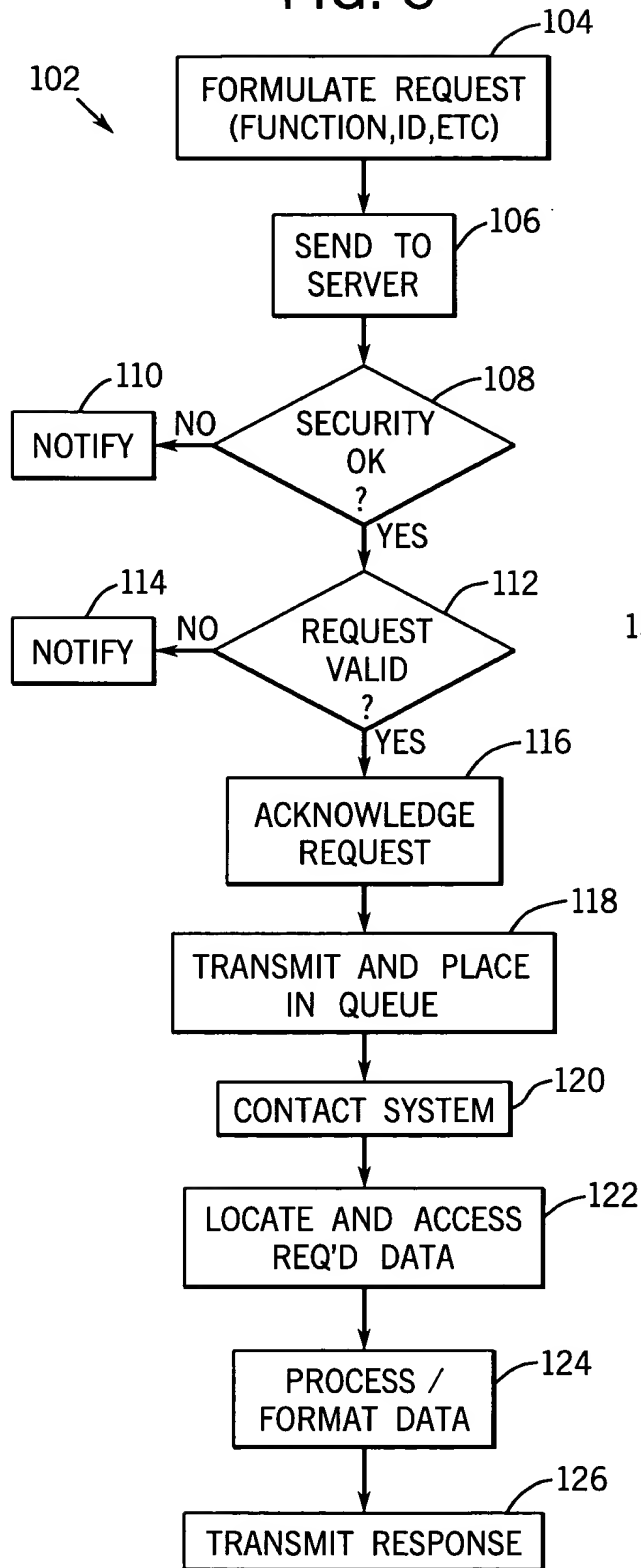 104
102
FORMULATE REQUEST
(FUNCTION,ID,ETC)
106
SEND TO
SERVER
110
108
NOTIFY
NO
SECURITY
OK
?
YES
114
112
NOTIFY
NO
REQUEST
VALID
?
YES
116
ACKNOWLEDGE
REQUEST
118
TRANSMIT AND PLACE
IN QUEUE
120
CONTACT SYSTEM
122
LOCATE AND ACCESS
REQ'D DATA
124
PROCESS /
FORMAT DATA
126
TRANSMIT RESPONSE